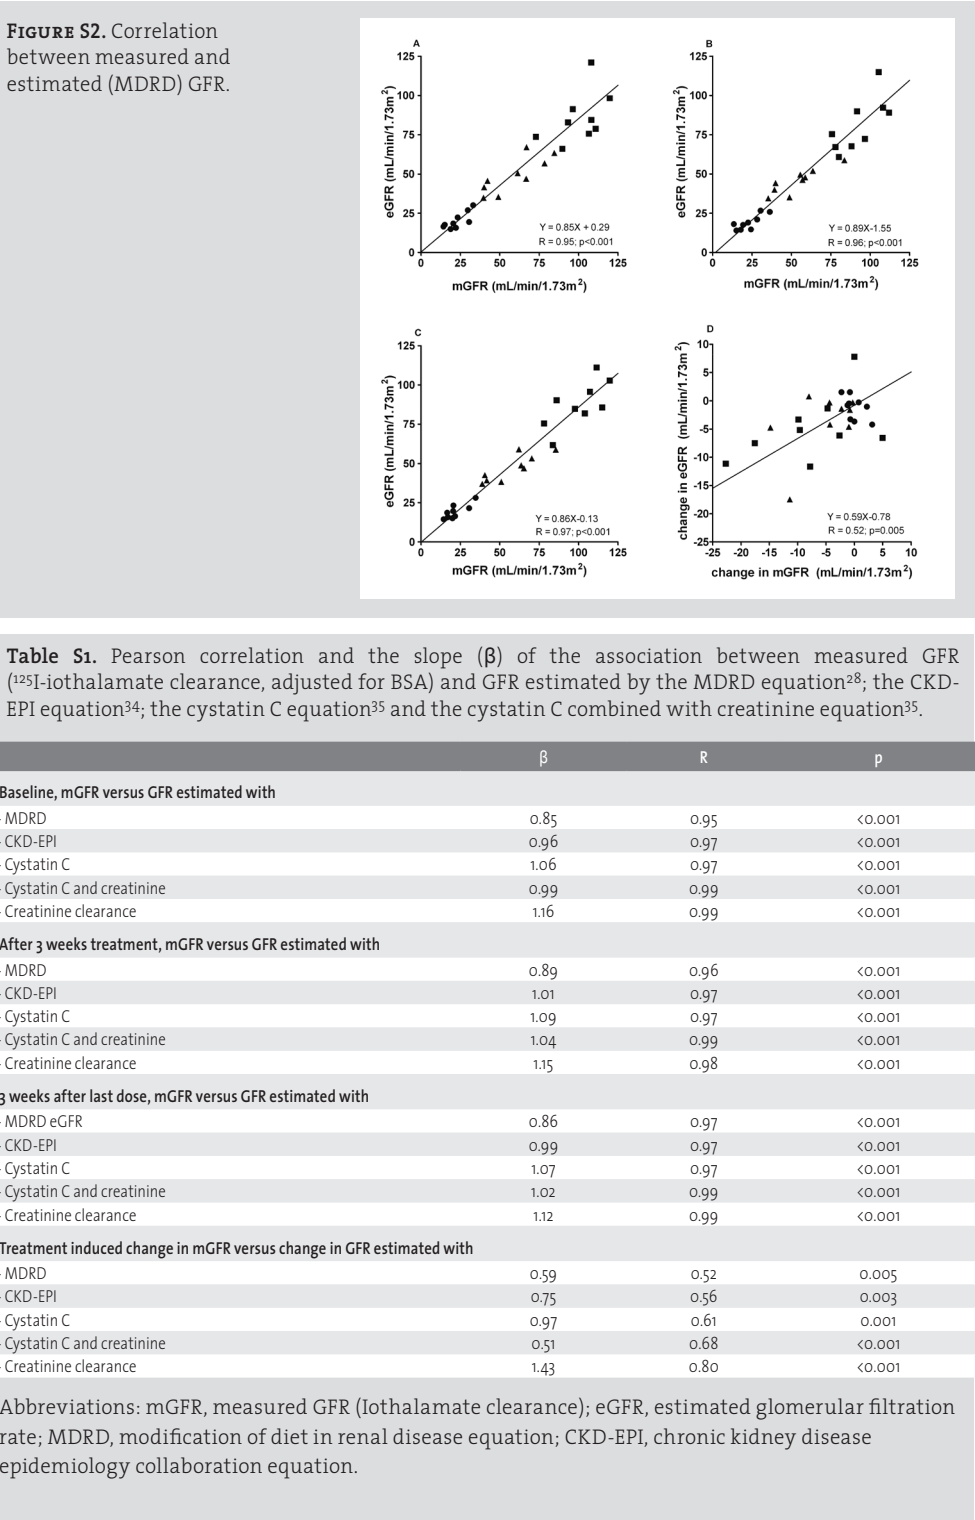 FIGURE S2. Correlation
between measured and
estimated (MDRD) GFR.
A
eGFR (mL/min/1.73m²)
125
100
75
50
25
0
0 25 50 75 100 125
Y = 0.85X + 0.29
R = 0.95; p<0.001
mGFR (mL/min/1.73m²)
B
eGFR (mL/min/1.73m²)
125
100
75
50
25
0
0 25 50 75 100 125
Y = 0.89X-1.55
R = 0.96; p<0.001
mGFR (mL/min/1.73m²)
C
eGFR (mL/min/1.73m²)
125
100
75
50
25
0
0 25 50 75 100 125
Y = 0.86X-0.13
R = 0.97; p<0.001
mGFR (mL/min/1.73m²)
D
change in eGFR (mL/min/1.73m²)
10
5
0
-5
-10
-15
-20
-25
-25 -20 -15 -10 -5 0 5 10
Y = 0.59X-0.78
R = 0.52; p=0.005
change in mGFR (mL/min/1.73m²)
Table S1. Pearson correlation and the slope (β) of the association between measured GFR
(¹²⁵I-iothalamate clearance, adjusted for BSA) and GFR estimated by the MDRD equation²⁸; the CKD-
EPI equation³⁴; the cystatin C equation³⁵ and the cystatin C combined with creatinine equation³⁵.
β R p
Baseline, mGFR versus GFR estimated with
- MDRD 0.85 0.95 <0.001
- CKD-EPI 0.96 0.97 <0.001
- Cystatin C 1.06 0.97 <0.001
- Cystatin C and creatinine 0.99 0.99 <0.001
- Creatinine clearance 1.16 0.99 <0.001
After 3 weeks treatment, mGFR versus GFR estimated with
- MDRD 0.89 0.96 <0.001
- CKD-EPI 1.01 0.97 <0.001
- Cystatin C 1.09 0.97 <0.001
- Cystatin C and creatinine 1.04 0.99 <0.001
- Creatinine clearance 1.15 0.98 <0.001
3 weeks after last dose, mGFR versus GFR estimated with
- MDRD eGFR 0.86 0.97 <0.001
- CKD-EPI 0.99 0.97 <0.001
- Cystatin C 1.07 0.97 <0.001
- Cystatin C and creatinine 1.02 0.99 <0.001
- Creatinine clearance 1.12 0.99 <0.001
Treatment induced change in mGFR versus change in GFR estimated with
- MDRD 0.59 0.52 0.005
- CKD-EPI 0.75 0.56 0.003
- Cystatin C 0.97 0.61 0.001
- Cystatin C and creatinine 0.51 0.68 <0.001
- Creatinine clearance 1.43 0.80 <0.001
Abbreviations: mGFR, measured GFR (Iothalamate clearance); eGFR, estimated glomerular filtration
rate; MDRD, modification of diet in renal disease equation; CKD-EPI, chronic kidney disease
epidemiology collaboration equation.